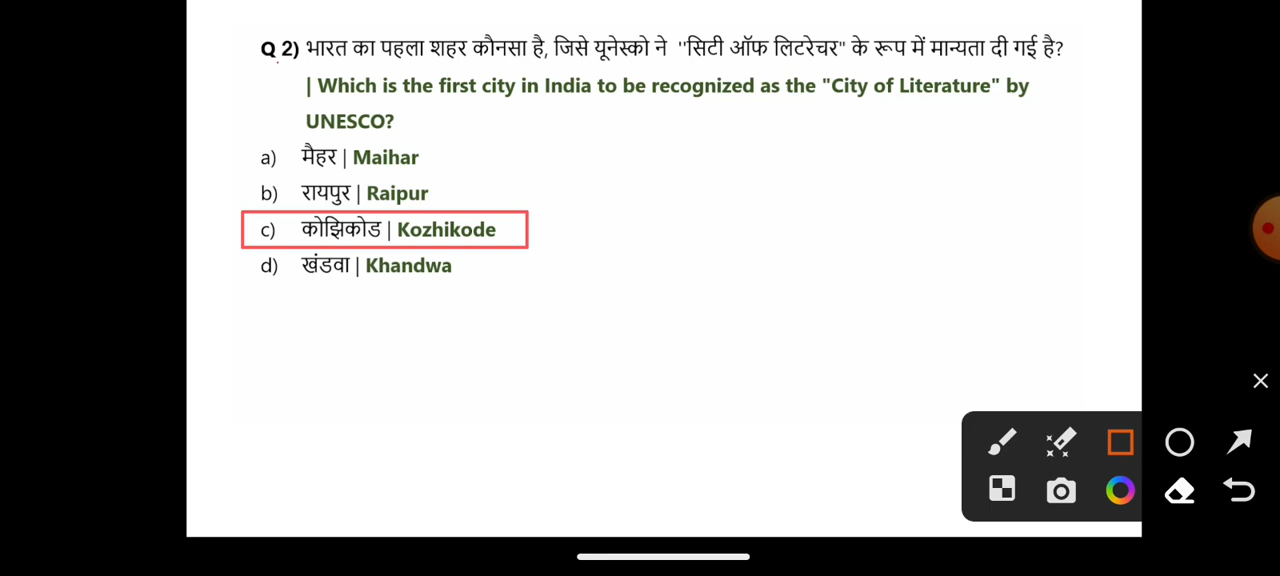 Q 2) भारत का पहला शहर कौनसा है, जिसे यूनेस्को ने ''सिटी ऑफ लिटरेचर" के रूप में मान्यता दी गई है?
| Which is the first city in India to be recognized as the "City of Literature" by
UNESCO?
a) मैहर | Maihar
b) रायपुर | Raipur
c) कोझिकोड | Kozhikode
d) खंडवा | Khandwa